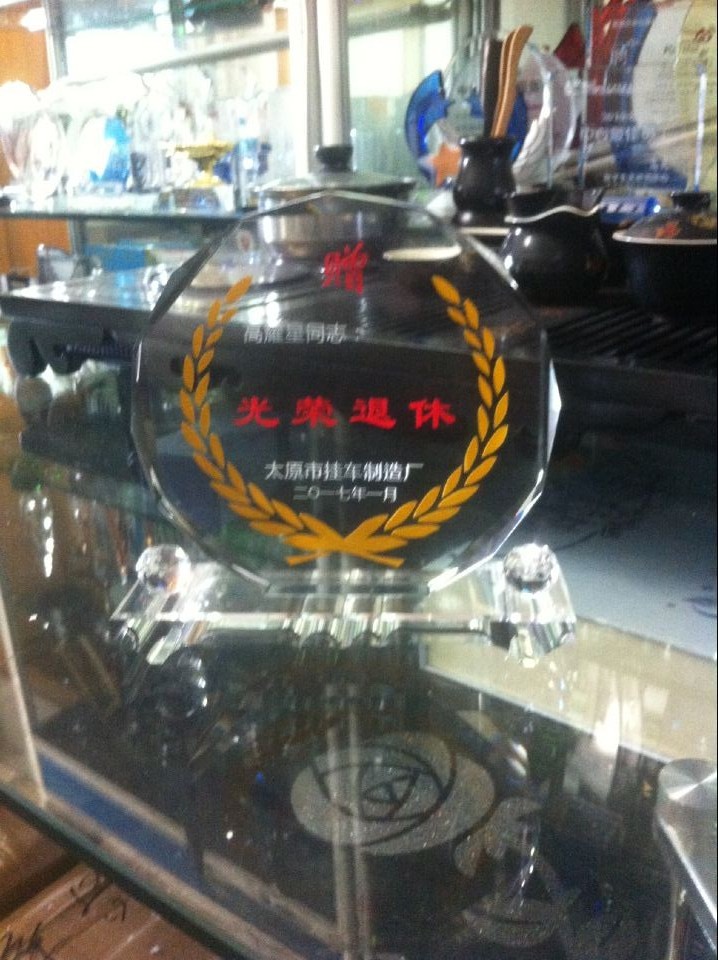 赠
高耀星同志：
光荣退休
太原市挂车制造厂
二〇一七年一月